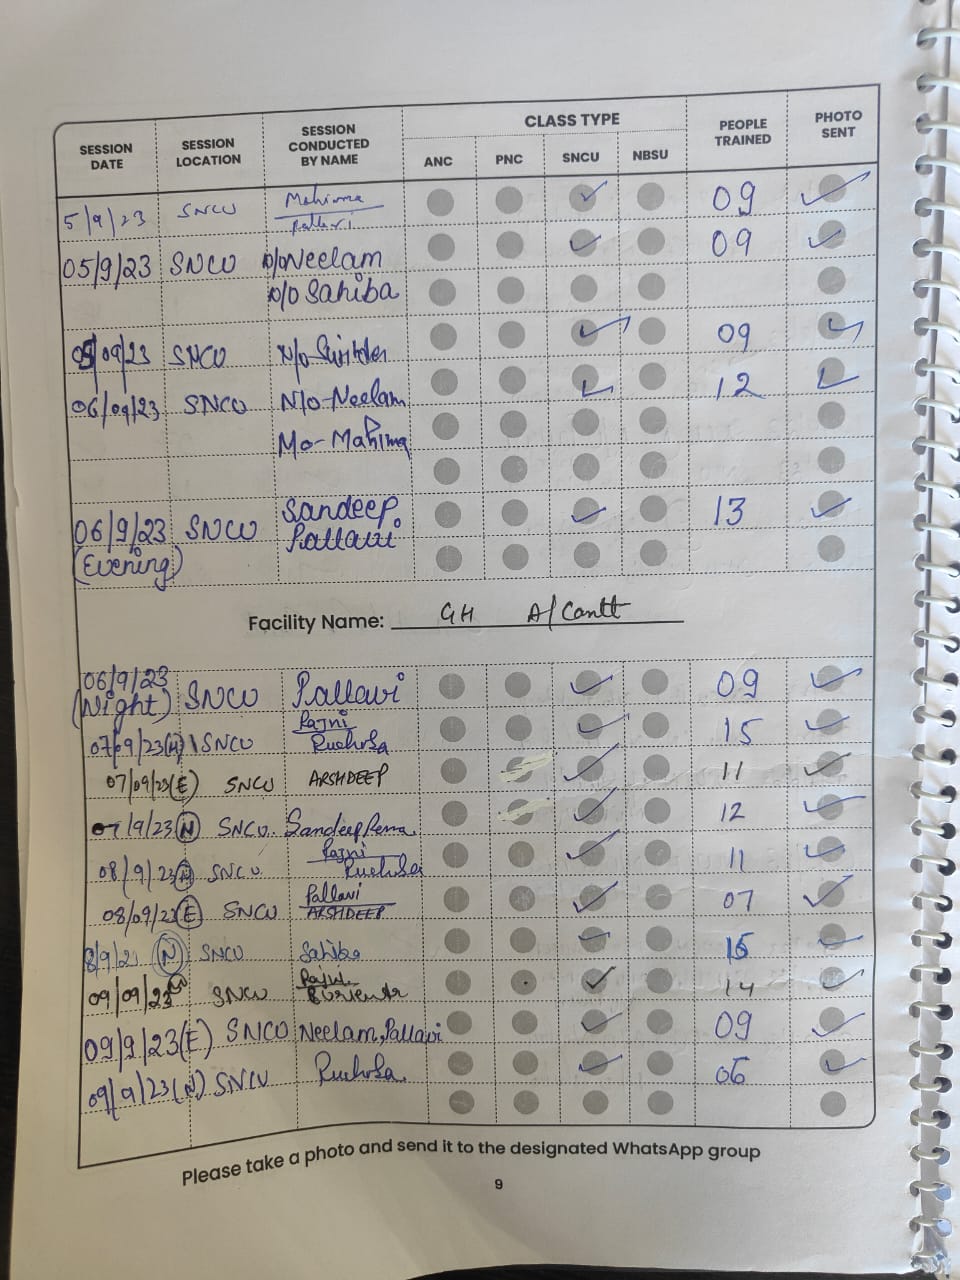 SESSION DATE SESSION LOCATION SESSION CONDUCTED BY NAME CLASS TYPE PEOPLE TRAINED PHOTO SENT
ANC PNC SNCU NBSU
5/9/23 SNCU Mahima 09
Pallavi
05/9/23 SNCU N/O Neelam 09
N/O Sahiba
05/09/23 SNCU N/O 09
06/09/23 SNCU N/o-Neelam 12
Mahima
06/9/23 SNCU Sandeep 13
(Evening) Pallavi
Facility Name: GH A/Cantt
06/9/23 (Night) SNCU Pallavi 09
07/09/23(M) SNCU Rajni 15
Ruchika
07/09/23(E) SNCU ARSHDEEP 11
07/9/23 (N) SNCU. Sandeep 12
08/9/23 (M) SNCU Rajni 11
Ruchika
08/09/23 (E) SNCU Pallavi 07
ARSHDEEP
8/9/23 (N) SNCU Sahiba 15
09/09/23 SNCU Rajni 14
09/9/23(E) SNCU Neelam, Pallavi 09
09/9/23(N) SNCU Ruchika 06
Please take a photo and send it to the designated WhatsApp group
9